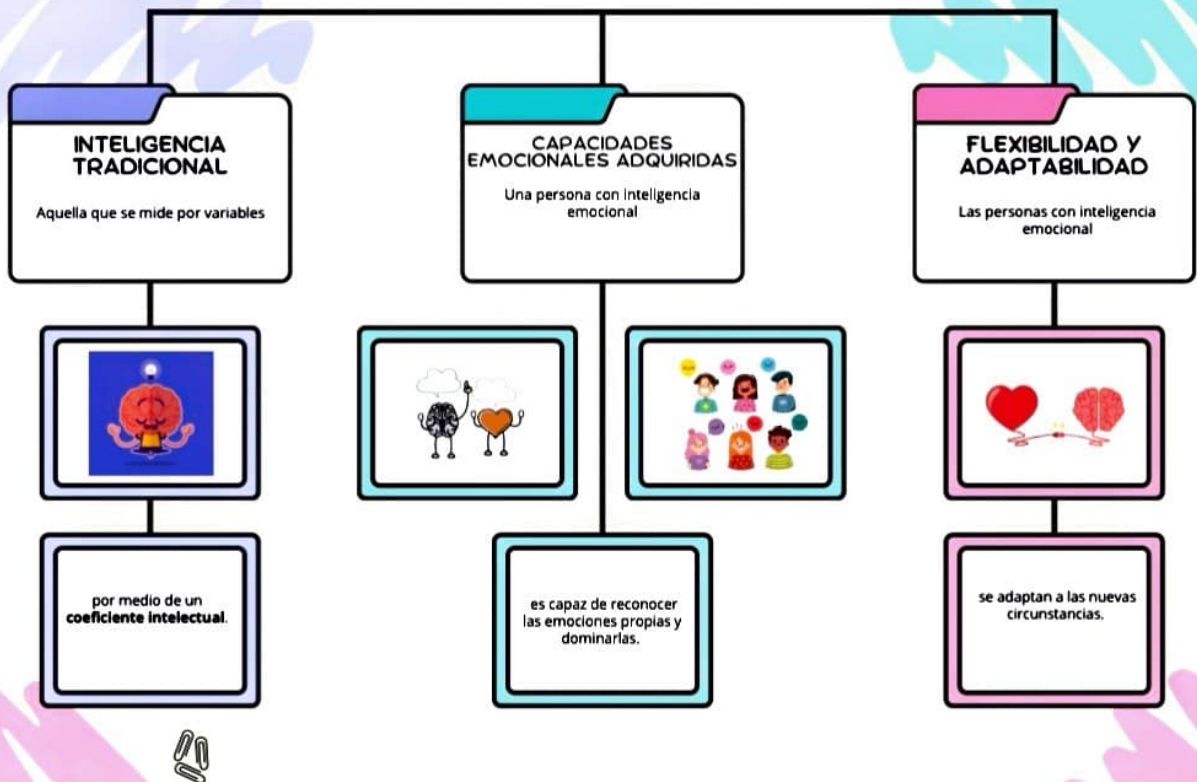 INTELIGENCIA
TRADICIONAL
Aquella que se mide por variables
por medio de un
coeficiente intelectual.
CAPACIDADES
EMOCIONALES ADQUIRIDAS
Una persona con inteligencia
emocional
es capaz de reconocer
las emociones propias y
dominarlas.
FLEXIBILIDAD Y
ADAPTABILIDAD
Las personas con inteligencia
emocional
se adaptan a las nuevas
circunstancias.